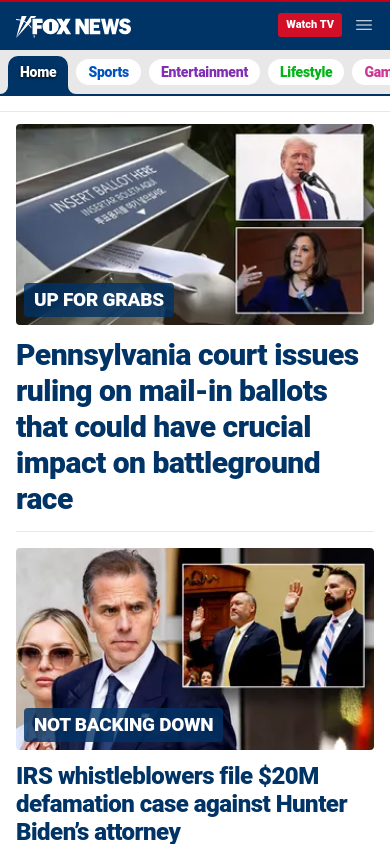 FOX NEWS
Watch TV
Home
Sports
Entertainment
Lifestyle
Gam
INSERT BALLOT HERE
INSERTAR BOLETA AQUI
UP FOR GRABS
Pennsylvania court issues
ruling on mail-in ballots
that could have crucial
impact on battleground
race
NOT BACKING DOWN
IRS whistleblowers file $20M
defamation case against Hunter
Biden’s attorney